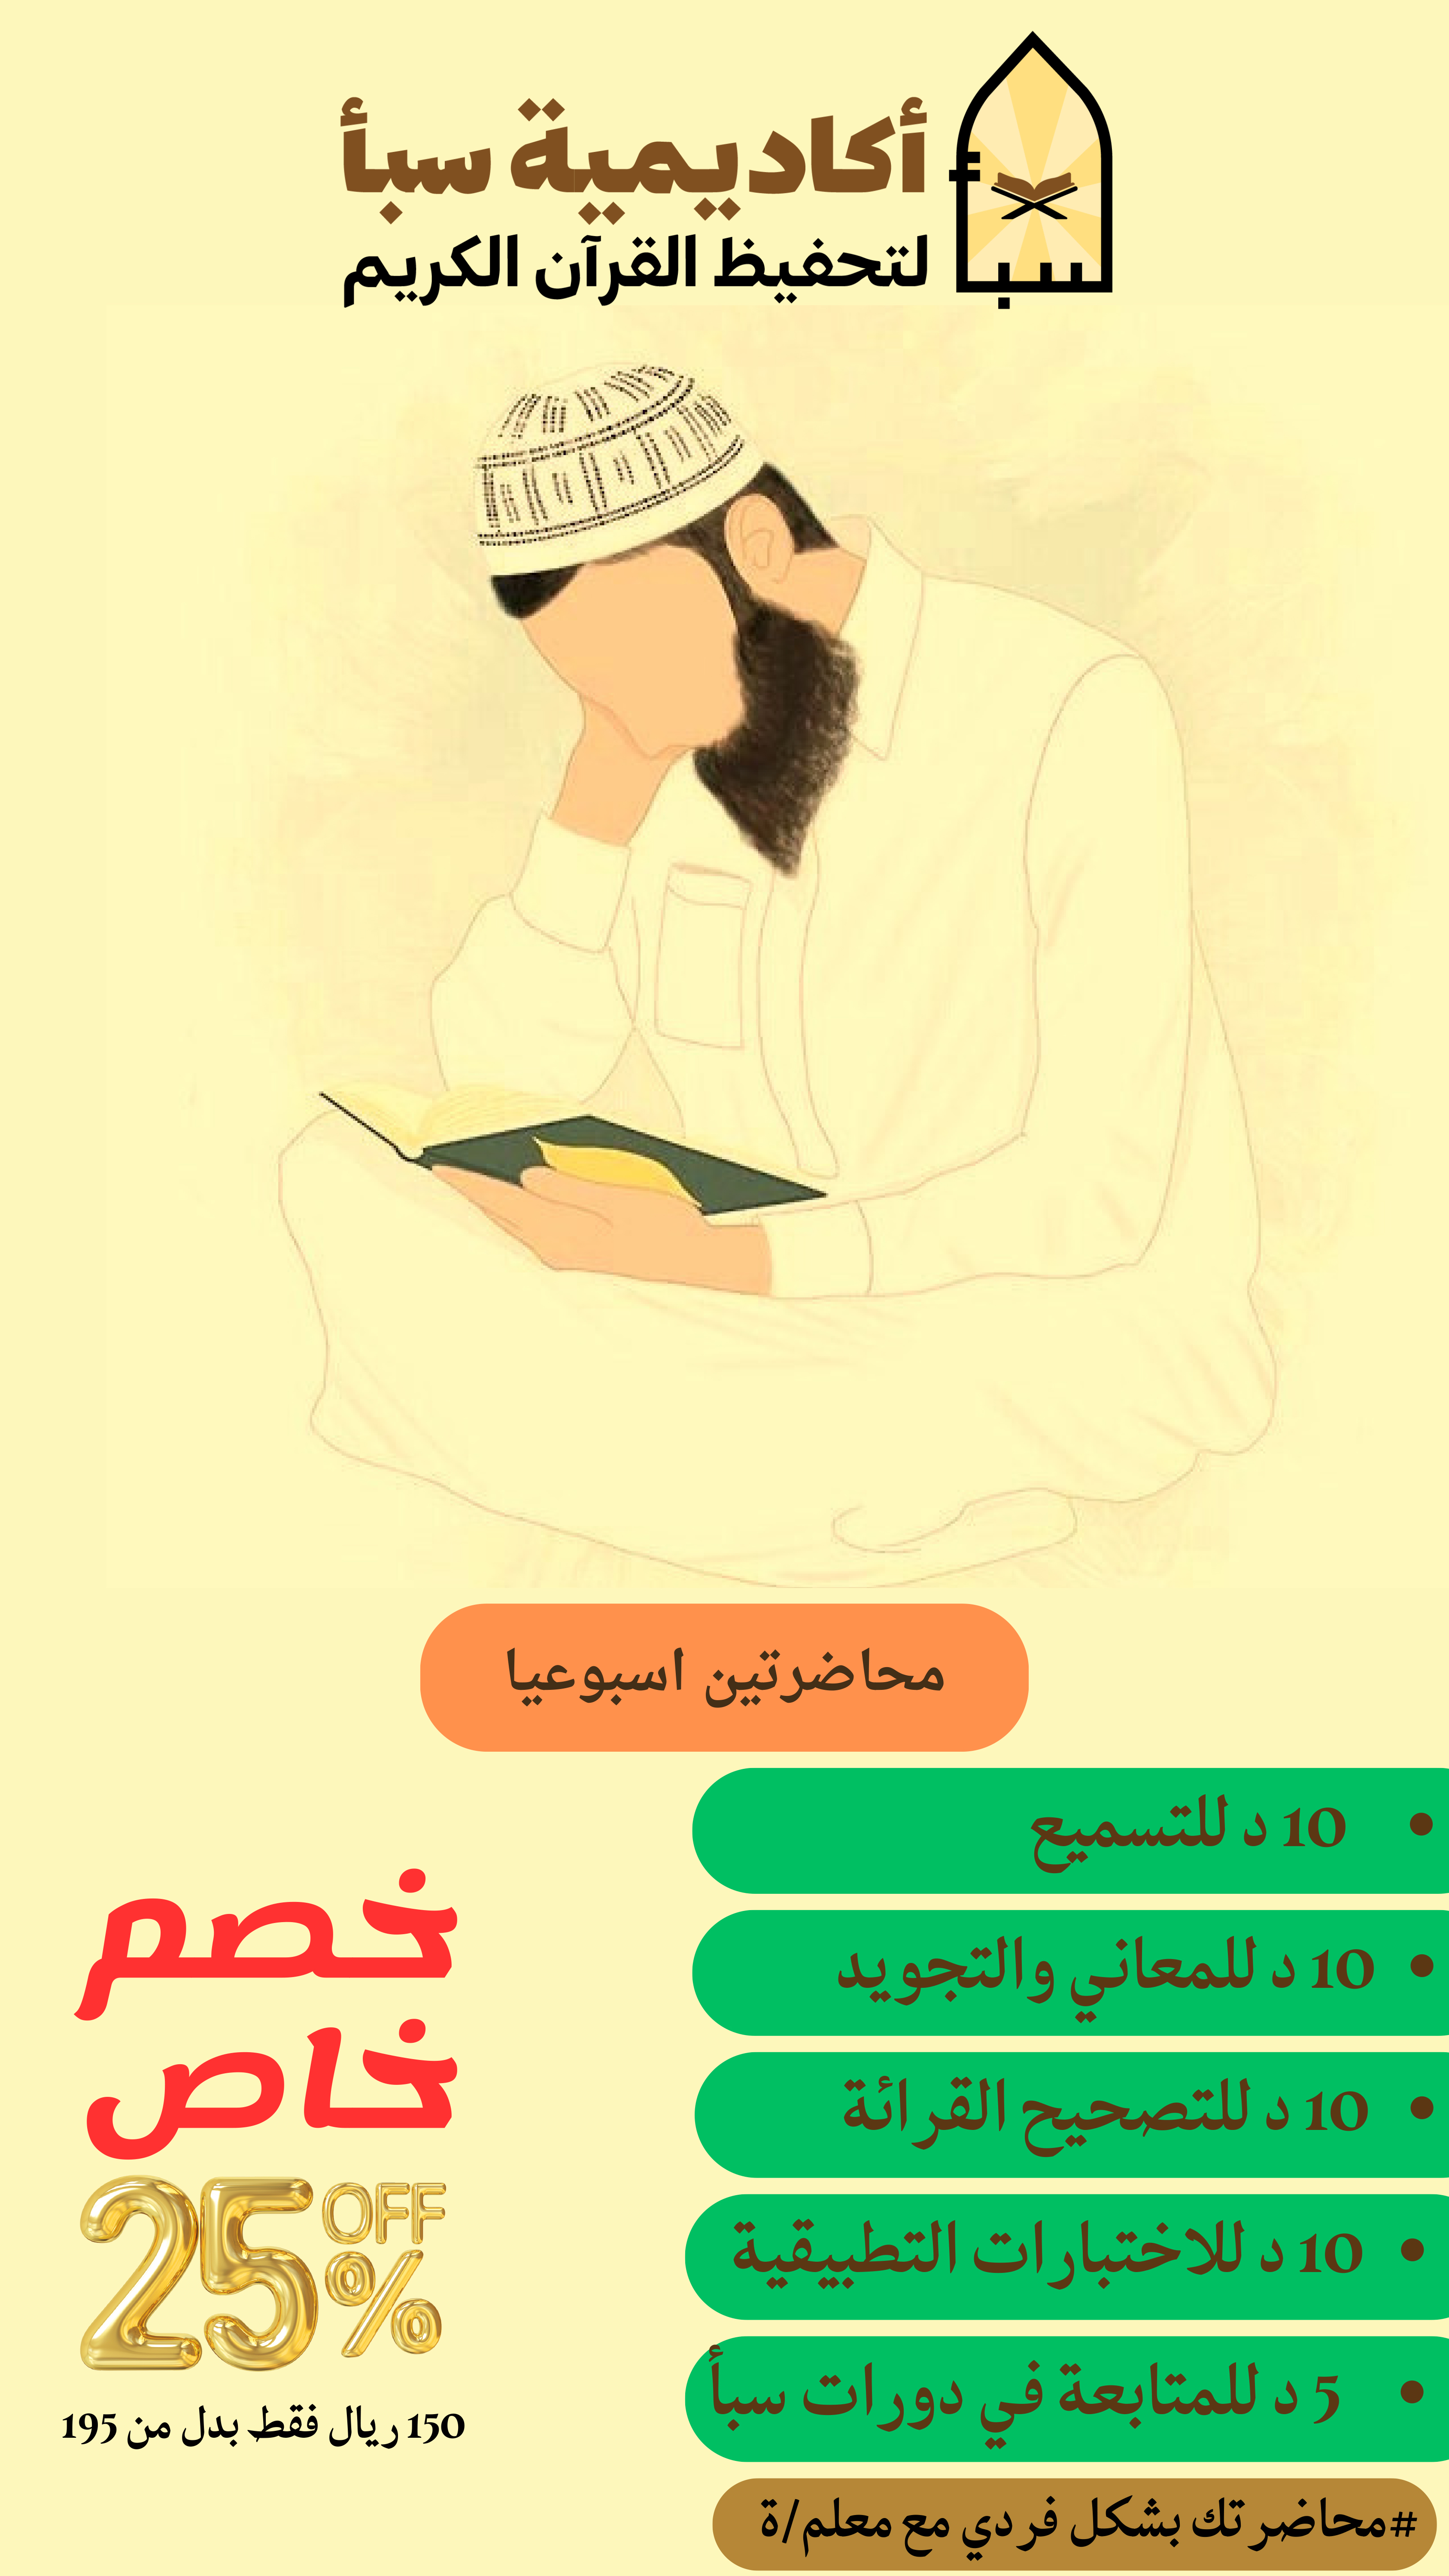 أكاديمية سبأ
لتحفيظ القرآن الكريم
سبأ
محاضرتين اسبوعيا
• 10 د للتسميع
• 10 د للمعاني والتجويد
• 10 د للتصحيح القرائة
• 10 د للاختبارات التطبيقية
• 5 د للمتابعة في دورات سبأ
#محاضرتك بشكل فردي مع معلم/ة
خصم
خاص
25% OFF
150 ريال فقط بدل من 195